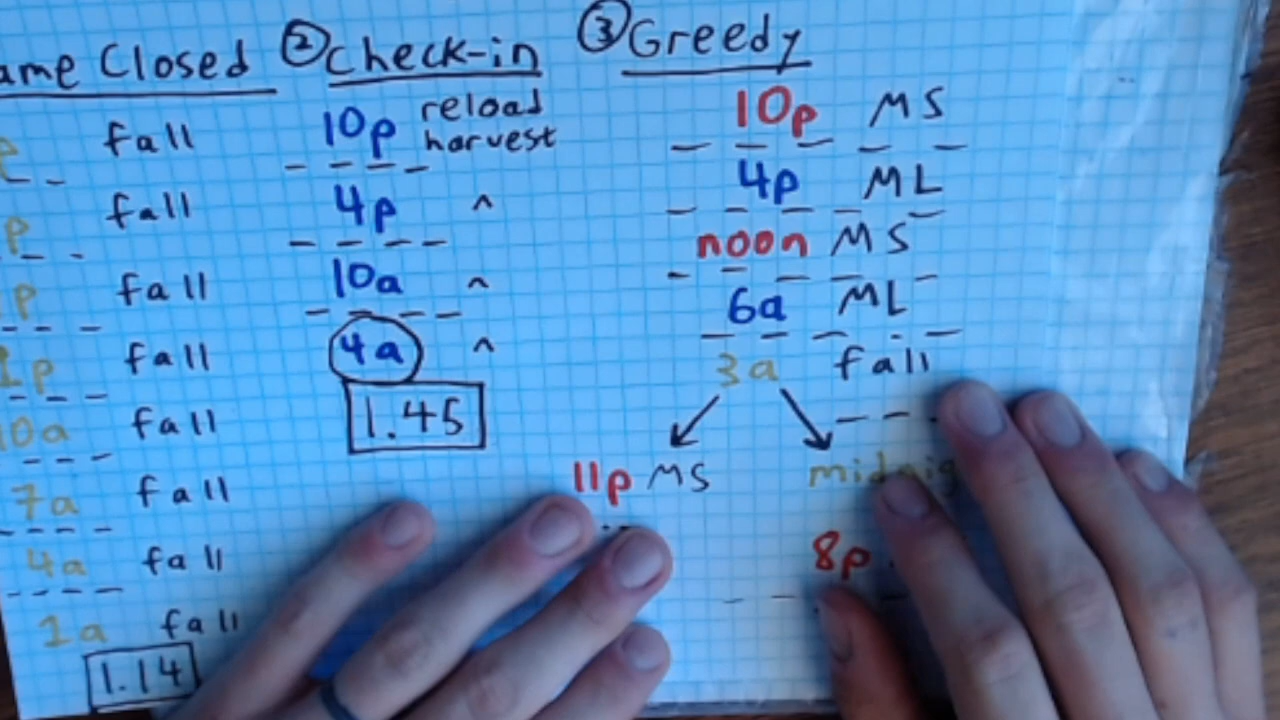 ame Closed
fall
p fall
p fall
1p fall
10a fall
7a fall
4a fall
1a fall
1.14
② Check-in
10p reload
harvest
4p ^
10a ^
4a ^
1.45
③ Greedy
10p MS
4p ML
noon MS
6a ML
3a fall
11p MS
8p